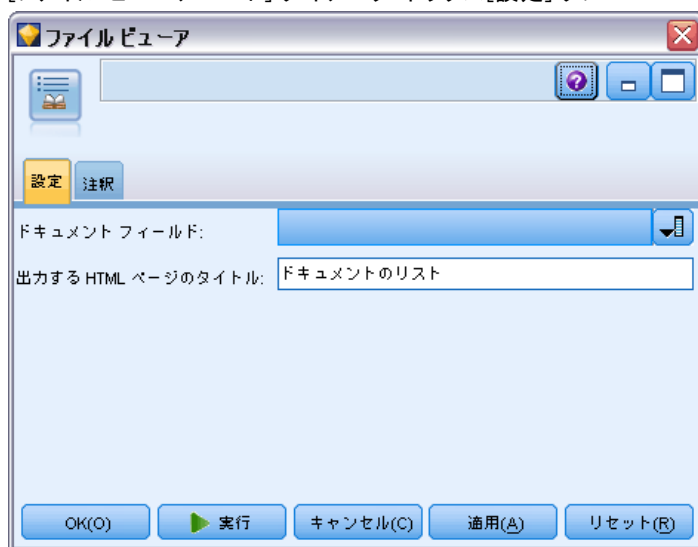 ファイル ビューア
設定
注釈
ドキュメント フィールド:
出力する HTML ページのタイトル:
ドキュメントのリスト
OK(O)
実行
キャンセル(C)
適用(A)
リセット(R)